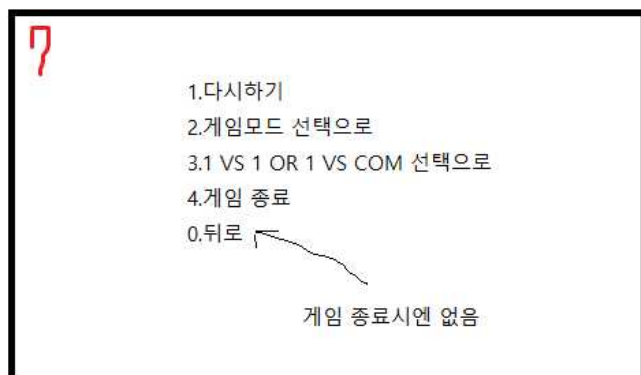 7
1.다시하기
2.게임모드 선택으로
3.1 VS 1 OR 1 VS COM 선택으로
4.게임 종료
0.뒤로
게임 종료시엔 없음